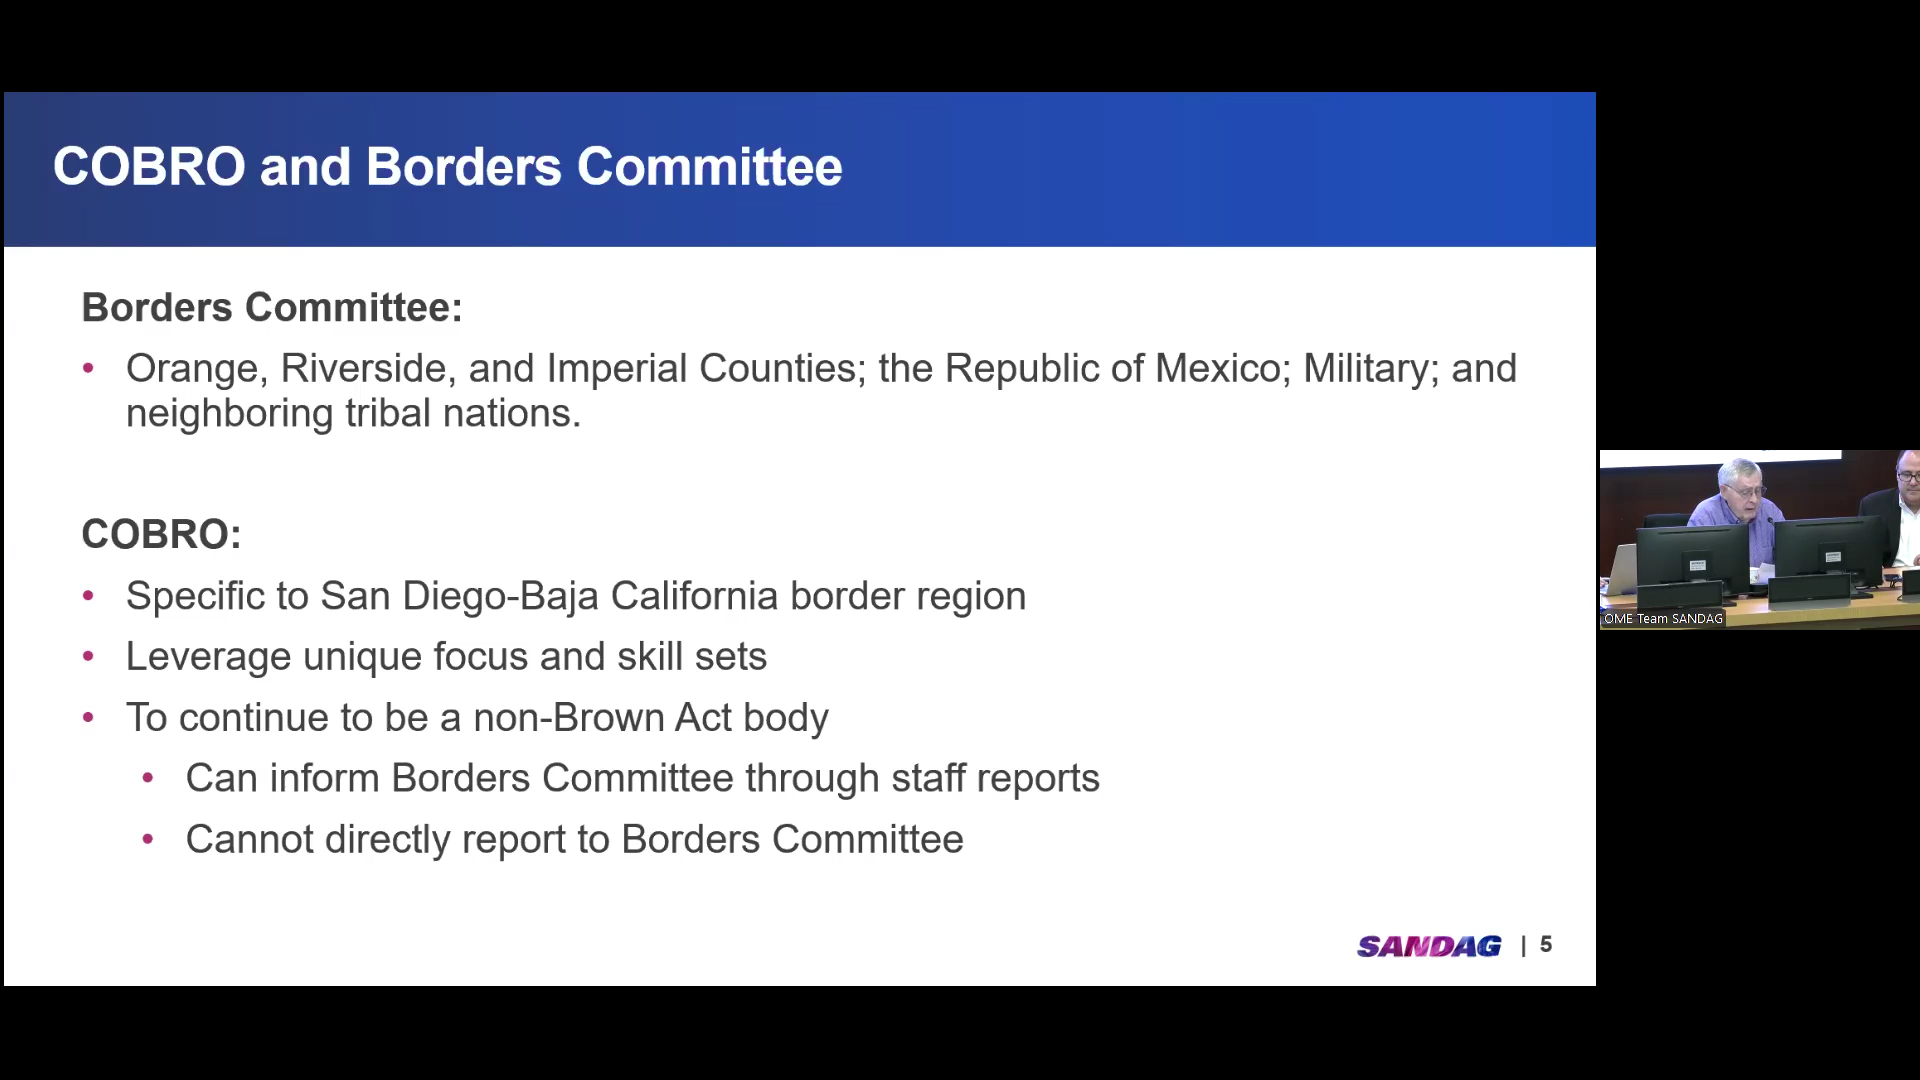 COBRO and Borders Committee
Borders Committee:
• Orange, Riverside, and Imperial Counties; the Republic of Mexico; Military; and
neighboring tribal nations.
COBRO:
• Specific to San Diego-Baja California border region
• Leverage unique focus and skill sets
• To continue to be a non-Brown Act body
• Can inform Borders Committee through staff reports
• Cannot directly report to Borders Committee
SANDAG | 5
OME Team SANDAG